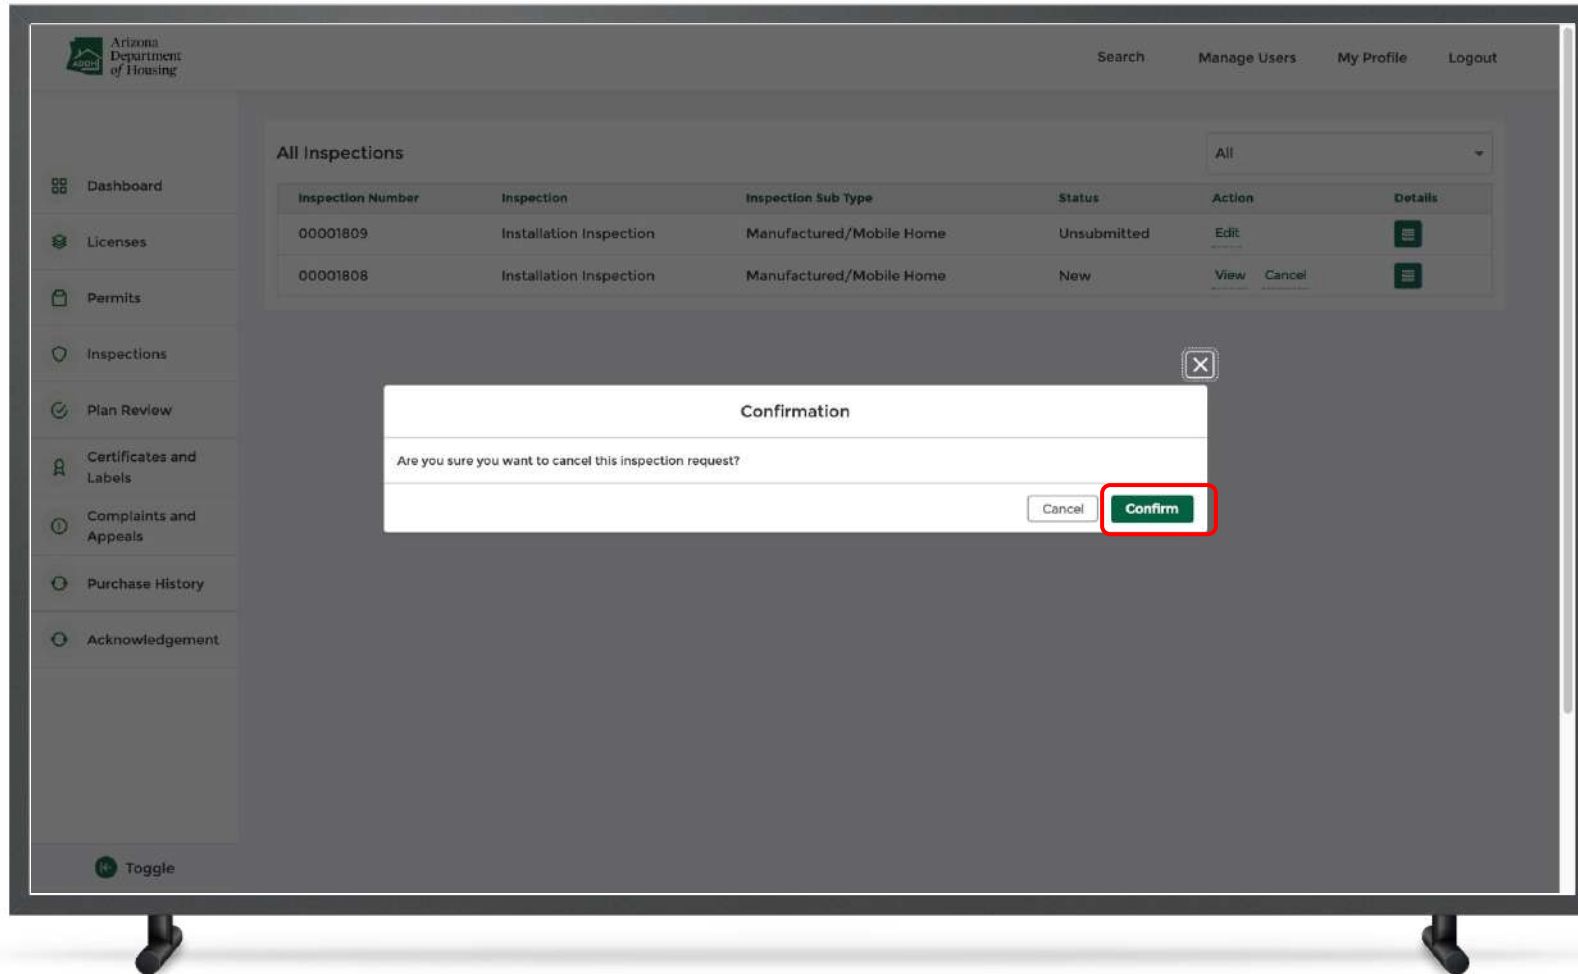 Arizona
Department
of Housing
ADOH
Search Manage Users My Profile Logout
All Inspections
All
Dashboard
Licenses
Permits
Inspections
Plan Review
Certificates and
Labels
Complaints and
Appeals
Purchase History
Acknowledgement
Toggle
Inspection Number Inspection Inspection Sub Type Status Action Details
00001809 Installation Inspection Manufactured/Mobile Home Unsubmitted Edit
00001808 Installation Inspection Manufactured/Mobile Home New View Cancel
Confirmation
Are you sure you want to cancel this inspection request?
Cancel Confirm